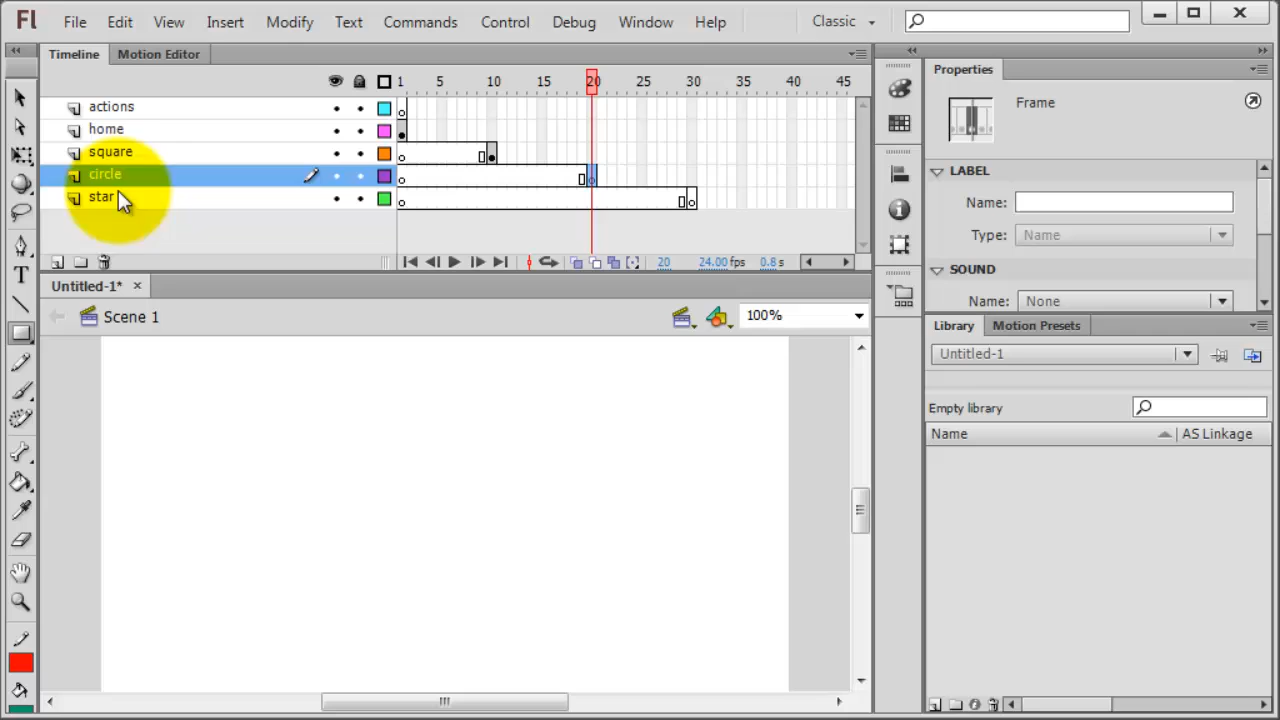 Fl File Edit View Insert Modify Text Commands Control Debug Window Help Classic
Timeline Motion Editor
1 5 10 15 20 25 30 35 40 45
actions
home
square
circle
star
20 24.00 fps 0.8 s
Untitled-1*
Scene 1
100%
T
Properties
Frame
LABEL
Name:
Type: Name
SOUND
Name: None
Library Motion Presets
Untitled-1
Empty library
Name AS Linkage